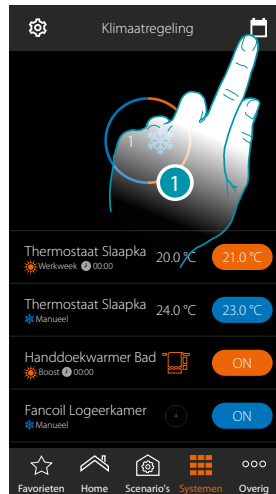 Klimaatregeling
1
1
Thermostaat Slaapka 20.0 °C 21.0 °C
Werkweek 00:00
Thermostaat Slaapka 24.0 °C 23.0 °C
Manueel
Handdoekwarmer Bad ON
Boost 00:00
Fancoil Logeerkamer ON
Manueel
Favorieten Home Scenario's Systemen Overig